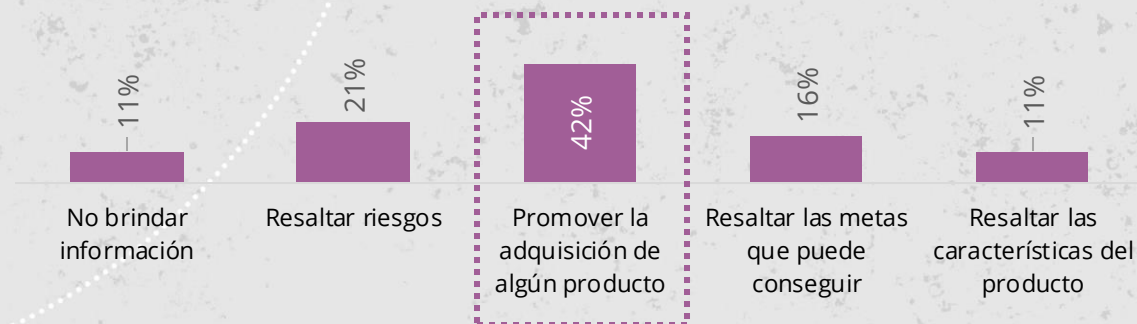 11%
21%
42%
16%
11%
No brindar
información
Resaltar riesgos
Promover la
adquisición de
algún producto
Resaltar las metas
que puede
conseguir
Resaltar las
características del
producto